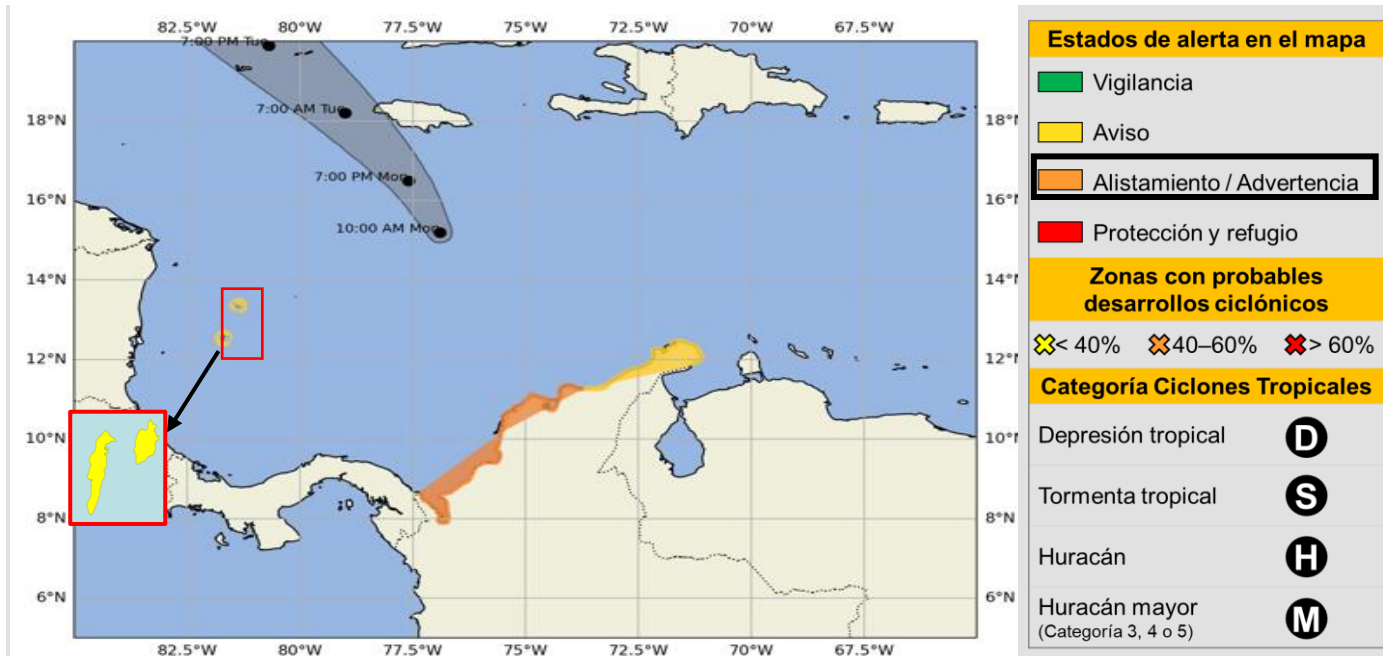 82.5°W 80°W 77.5°W 75°W 72.5°W 70°W 67.5°W
7:00 PM Tue
7:00 AM Tue
18°N 18°N
7:00 PM Mon
16°N 16°N
10:00 AM Mon
14°N 14°N
12°N 12°N
10°N 10°N
8°N 8°N
6°N 6°N
82.5°W 80°W 77.5°W 75°W 72.5°W 70°W 67.5°W
Estados de alerta en el mapa
Vigilancia
Aviso
Alistamiento / Advertencia
Protección y refugio
Zonas con probables
desarrollos ciclónicos
< 40% 40–60% > 60%
Categoría Ciclones Tropicales
Depresión tropical D
Tormenta tropical S
Huracán H
Huracán mayor M
(Categoría 3, 4 o 5)